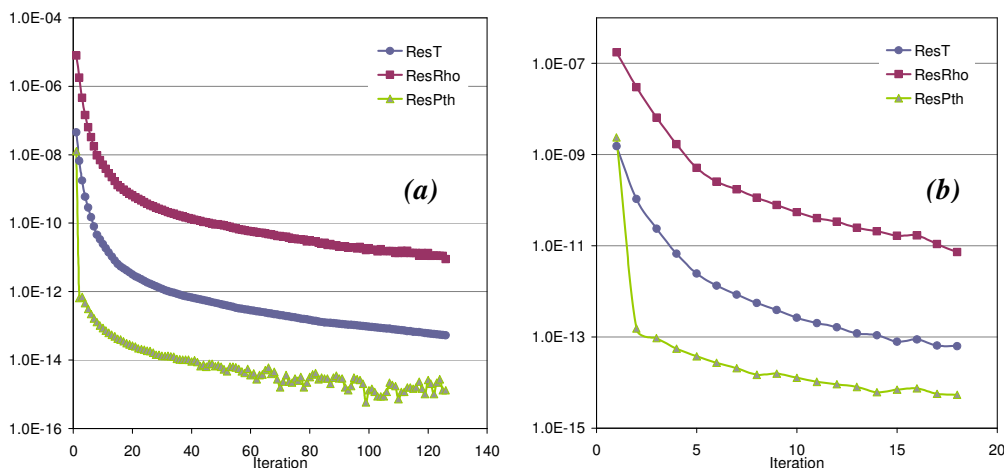 1.0E-04
1.0E-06
1.0E-08
1.0E-10
1.0E-12
1.0E-14
1.0E-16
ResT
ResRho
ResPth
(a)
0 20 40 60 80 100 120 140
Iteration
1.0E-07
1.0E-09
1.0E-11
1.0E-13
1.0E-15
ResT
ResRho
ResPth
(b)
0 5 10 15 20
Iteration